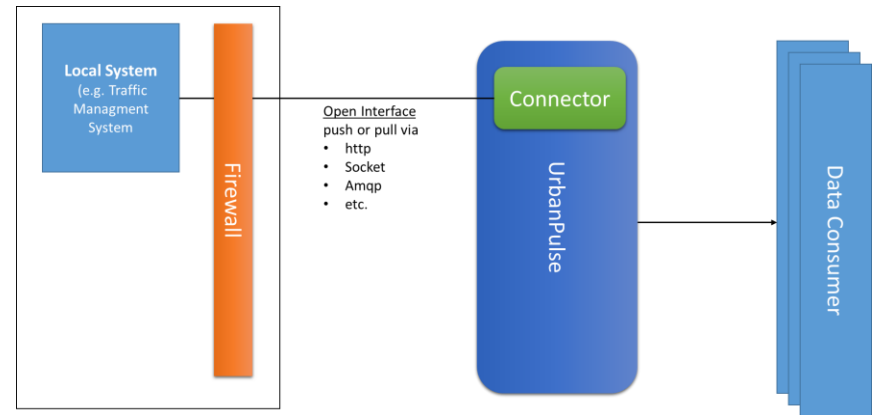 Local System
(e.g. Traffic
Managment
System
Firewall
Open Interface
push or pull via
• http
• Socket
• Amqp
• etc.
Connector
UrbanPulse
Data Consumer